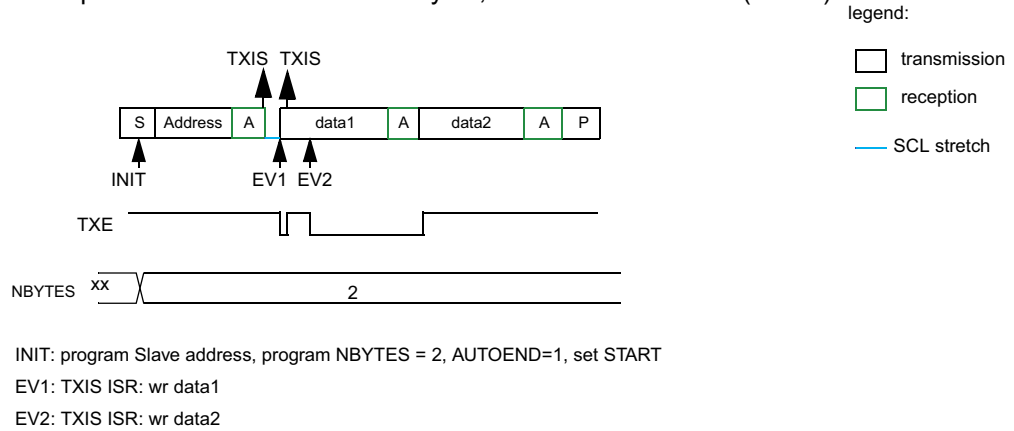 legend:
TXIS TXIS
transmission
reception
S Address A data1 A data2 A P
SCL stretch
INIT EV1 EV2
TXE
NBYTES xx 2
INIT: program Slave address, program NBYTES = 2, AUTOEND=1, set START
EV1: TXIS ISR: wr data1
EV2: TXIS ISR: wr data2